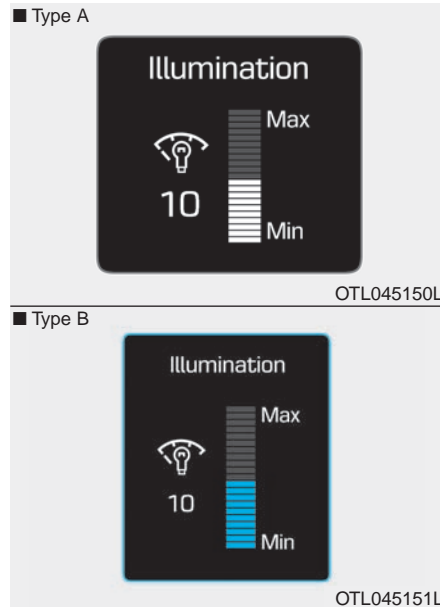 ■ Type A
Illumination
Max
10
Min
OTL045150L
■ Type B
Illumination
Max
10
Min
OTL045151L